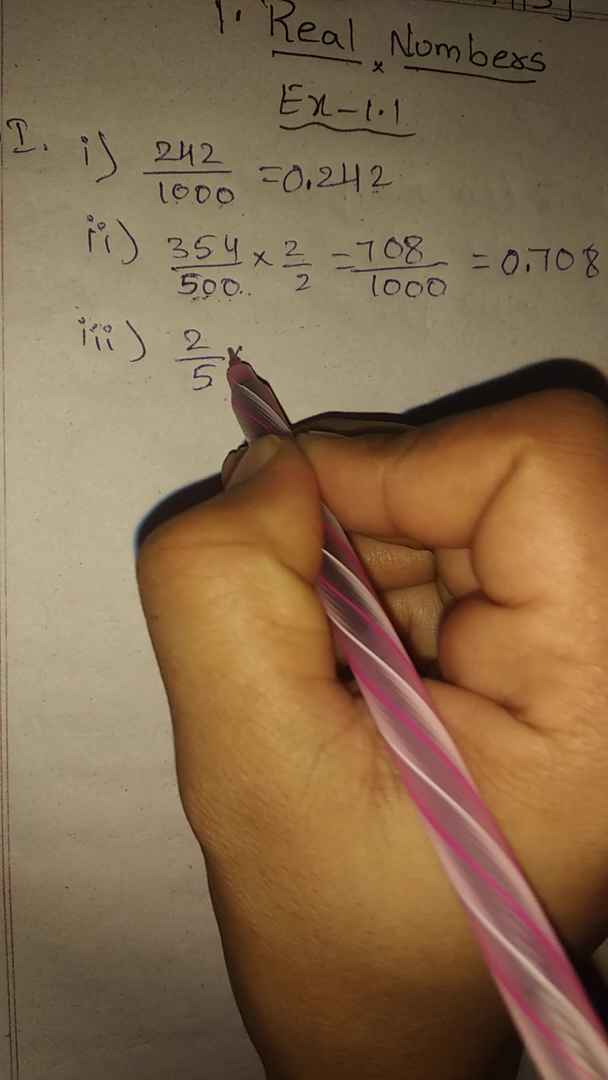 1. Real Numbers
Ex-1.1
I. i) 242/1000 =0.242
ii) 354/500 × 2/2 = 708/1000 = 0.708
iii) 2/5 ×